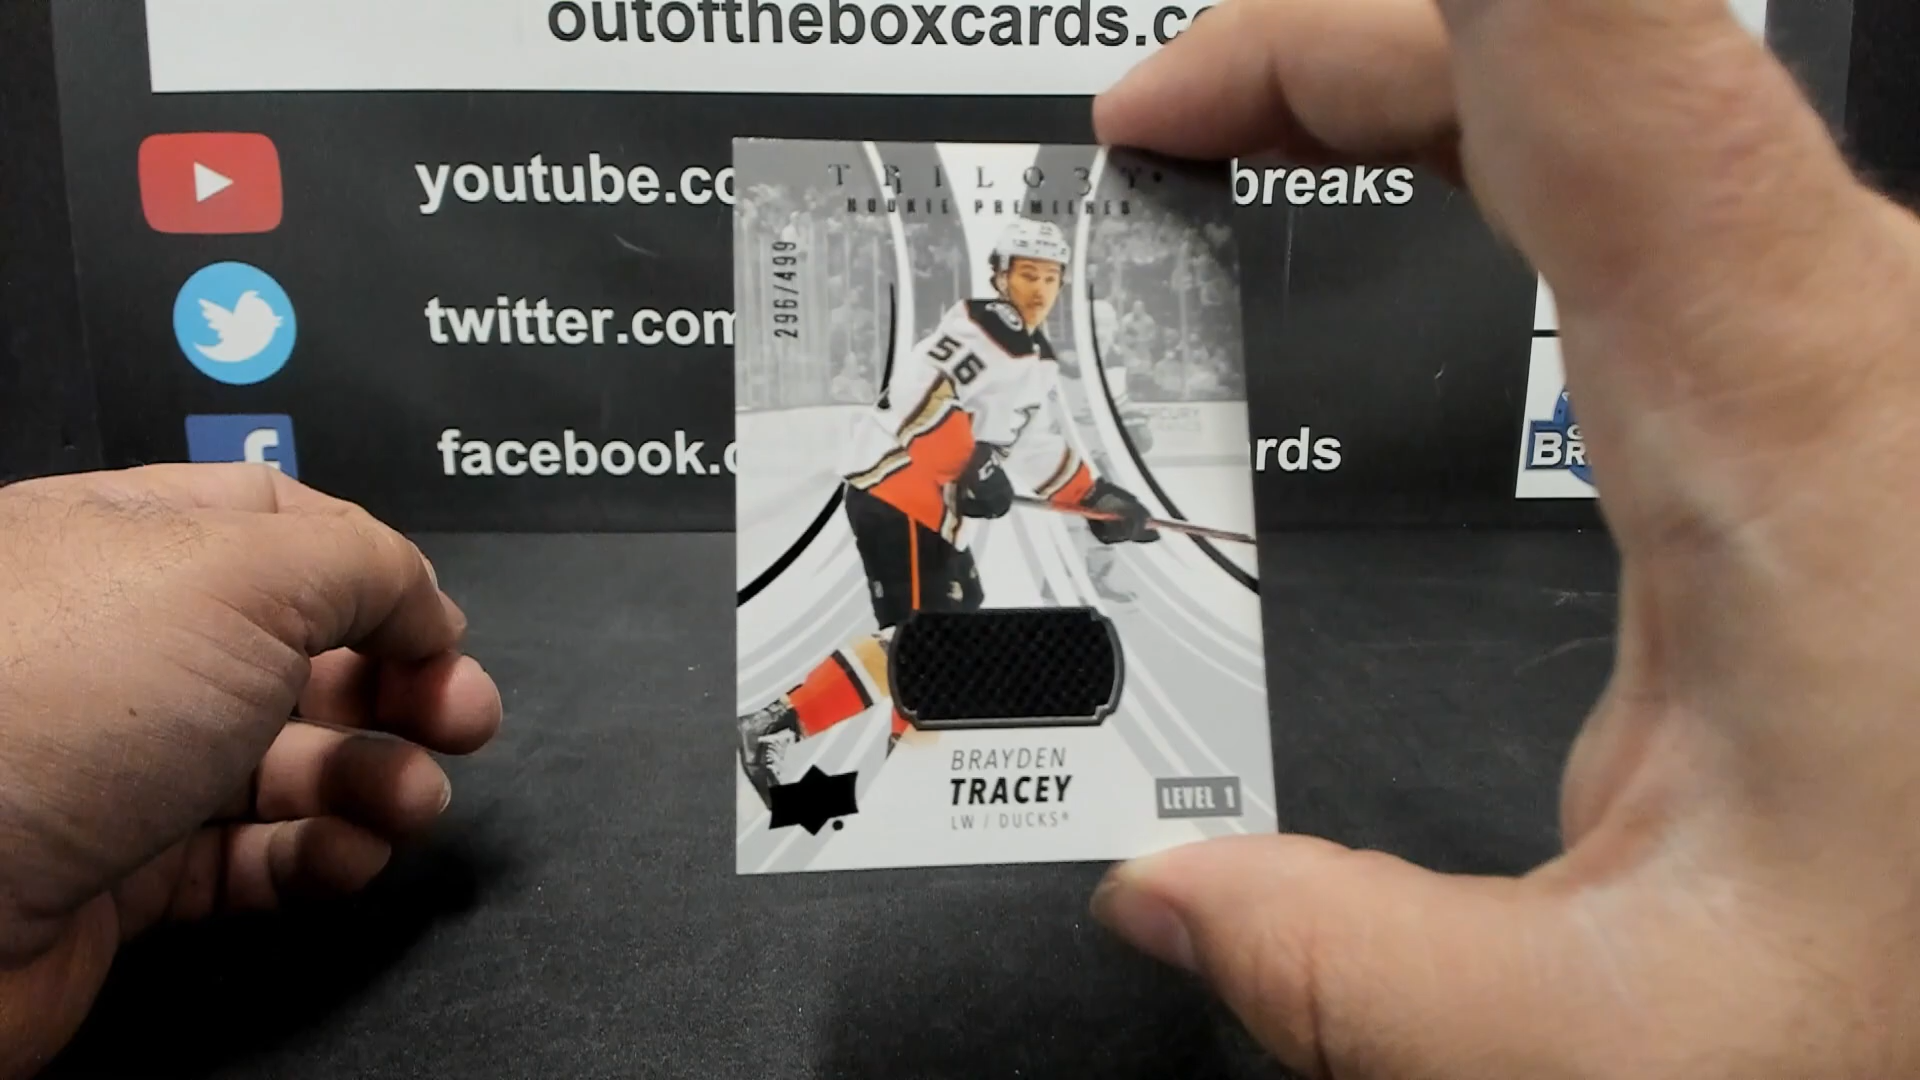 outoftheboxcards.c
youtube.co
breaks
twitter.com
facebook.c
rds
TRILO3Y
ROOKIE PREMIERES
296/499
56
BRAYDEN
TRACEY
LW / DUCKS
LEVEL 1